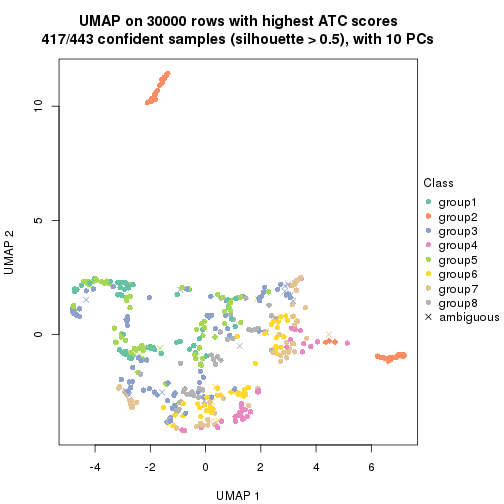 UMAP on 30000 rows with highest ATC scores
417/443 confident samples (silhouette > 0.5), with 10 PCs
10
5
0
UMAP 2
-4
-2
0
2
4
6
UMAP 1
Class
group1
group2
group3
group4
group5
group6
group7
group8
ambiguous